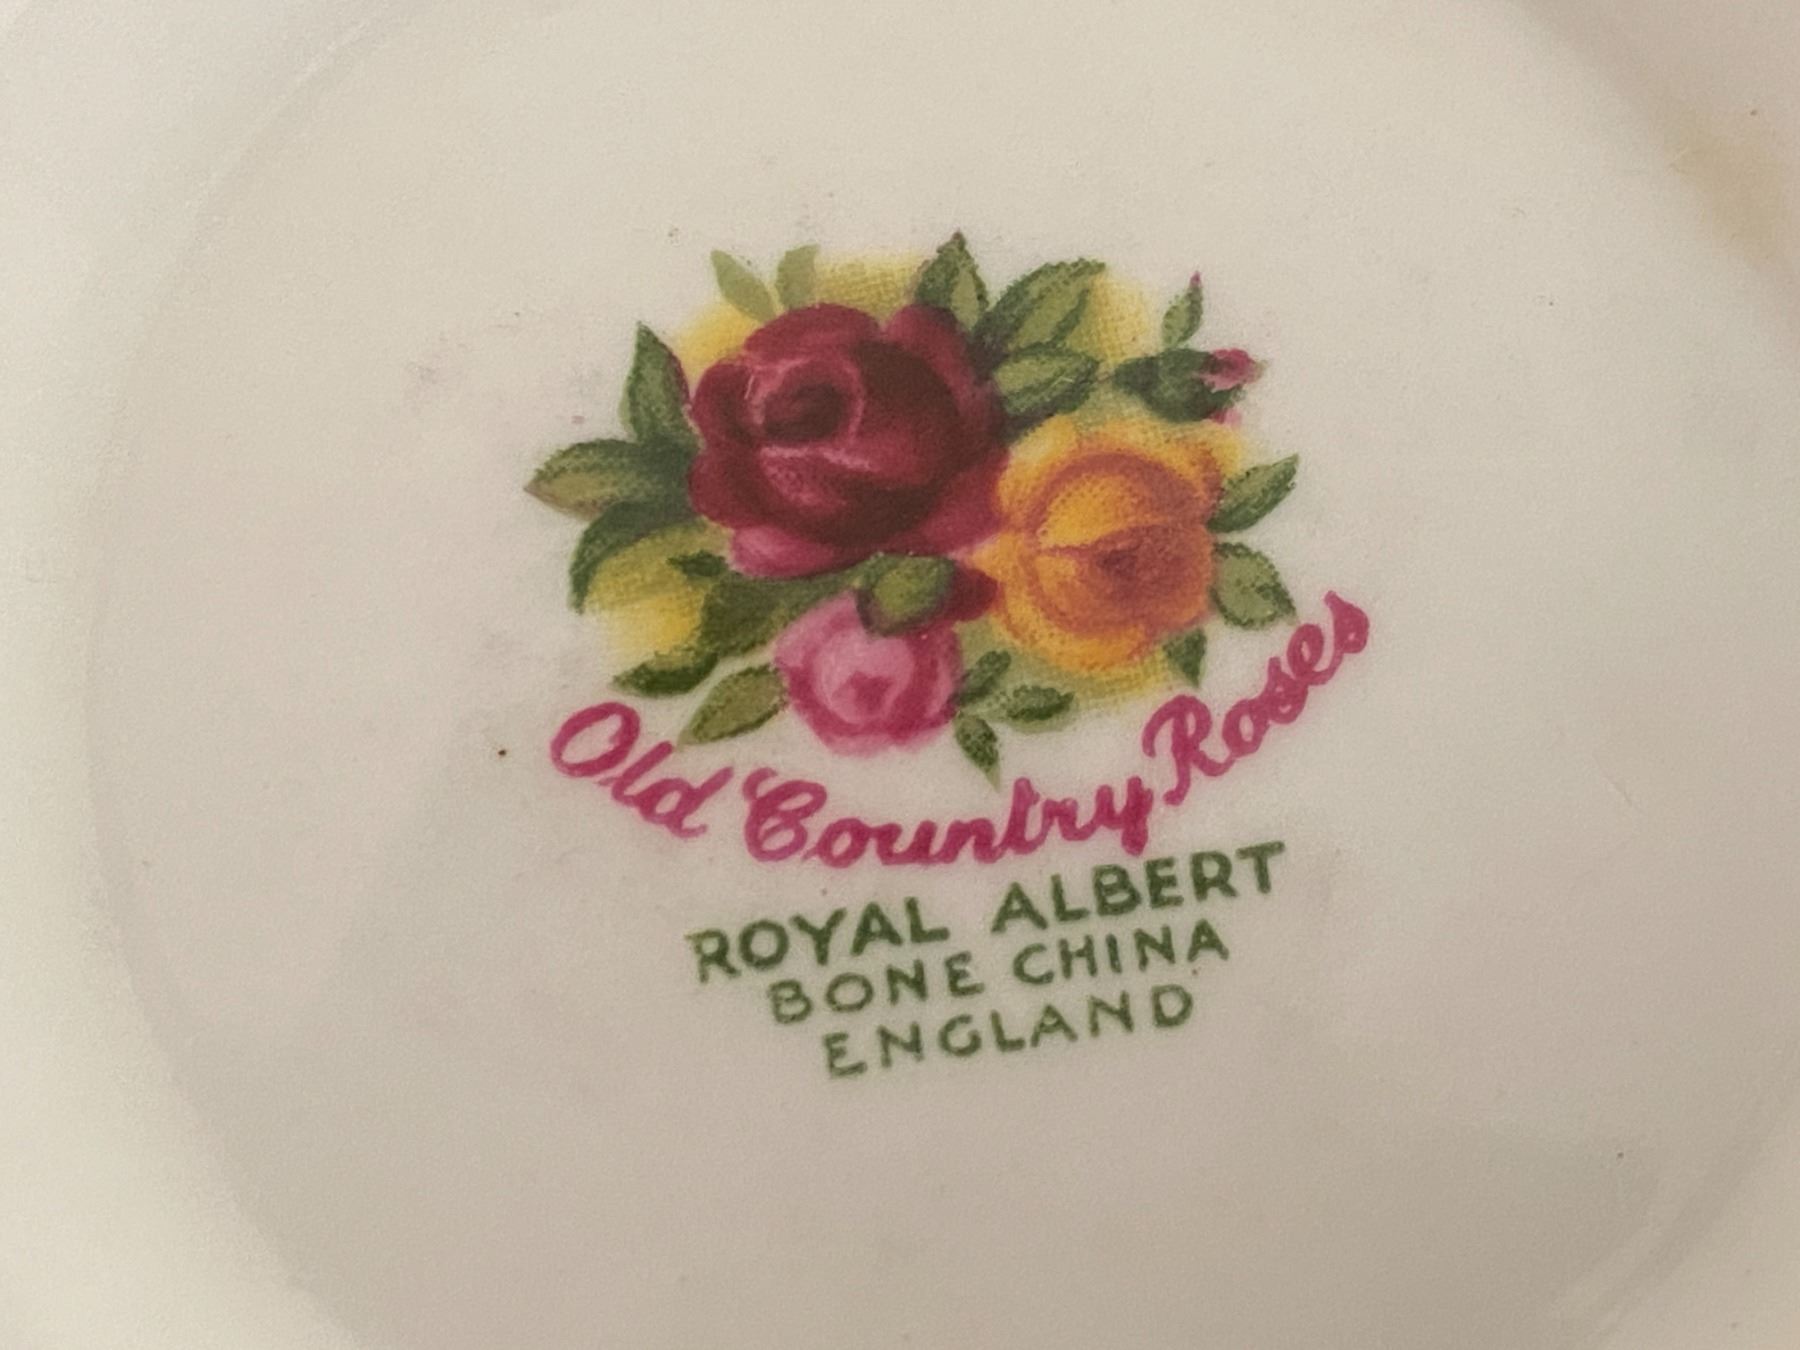 Old Country Roses
ROYAL ALBERT
BONE CHINA
ENGLAND